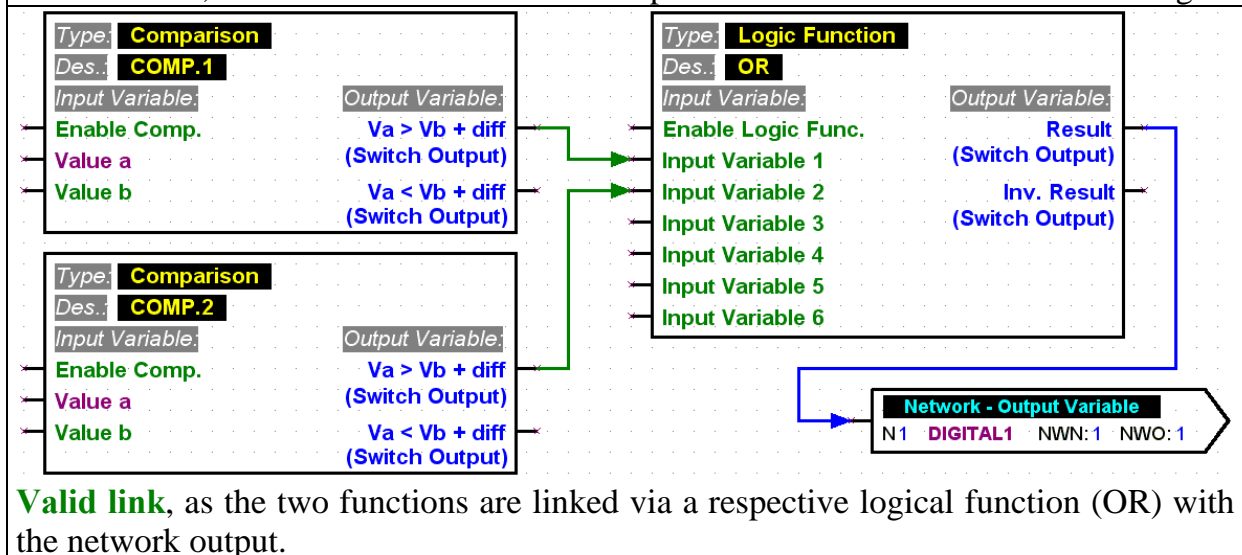 Type: Comparison
Des.: COMP.1
Input Variable: Output Variable:
Enable Comp. Va > Vb + diff
Value a (Switch Output)
Value b Va < Vb + diff
(Switch Output)
Type: Comparison
Des.: COMP.2
Input Variable: Output Variable:
Enable Comp. Va > Vb + diff
Value a (Switch Output)
Value b Va < Vb + diff
(Switch Output)
Type: Logic Function
Des.: OR
Input Variable: Output Variable:
Enable Logic Func. Result
Input Variable 1 (Switch Output)
Input Variable 2 Inv. Result
Input Variable 3 (Switch Output)
Input Variable 4
Input Variable 5
Input Variable 6
Network - Output Variable
N1 DIGITAL1 NWN: 1 NWO: 1
Valid link, as the two functions are linked via a respective logical function (OR) with
the network output.